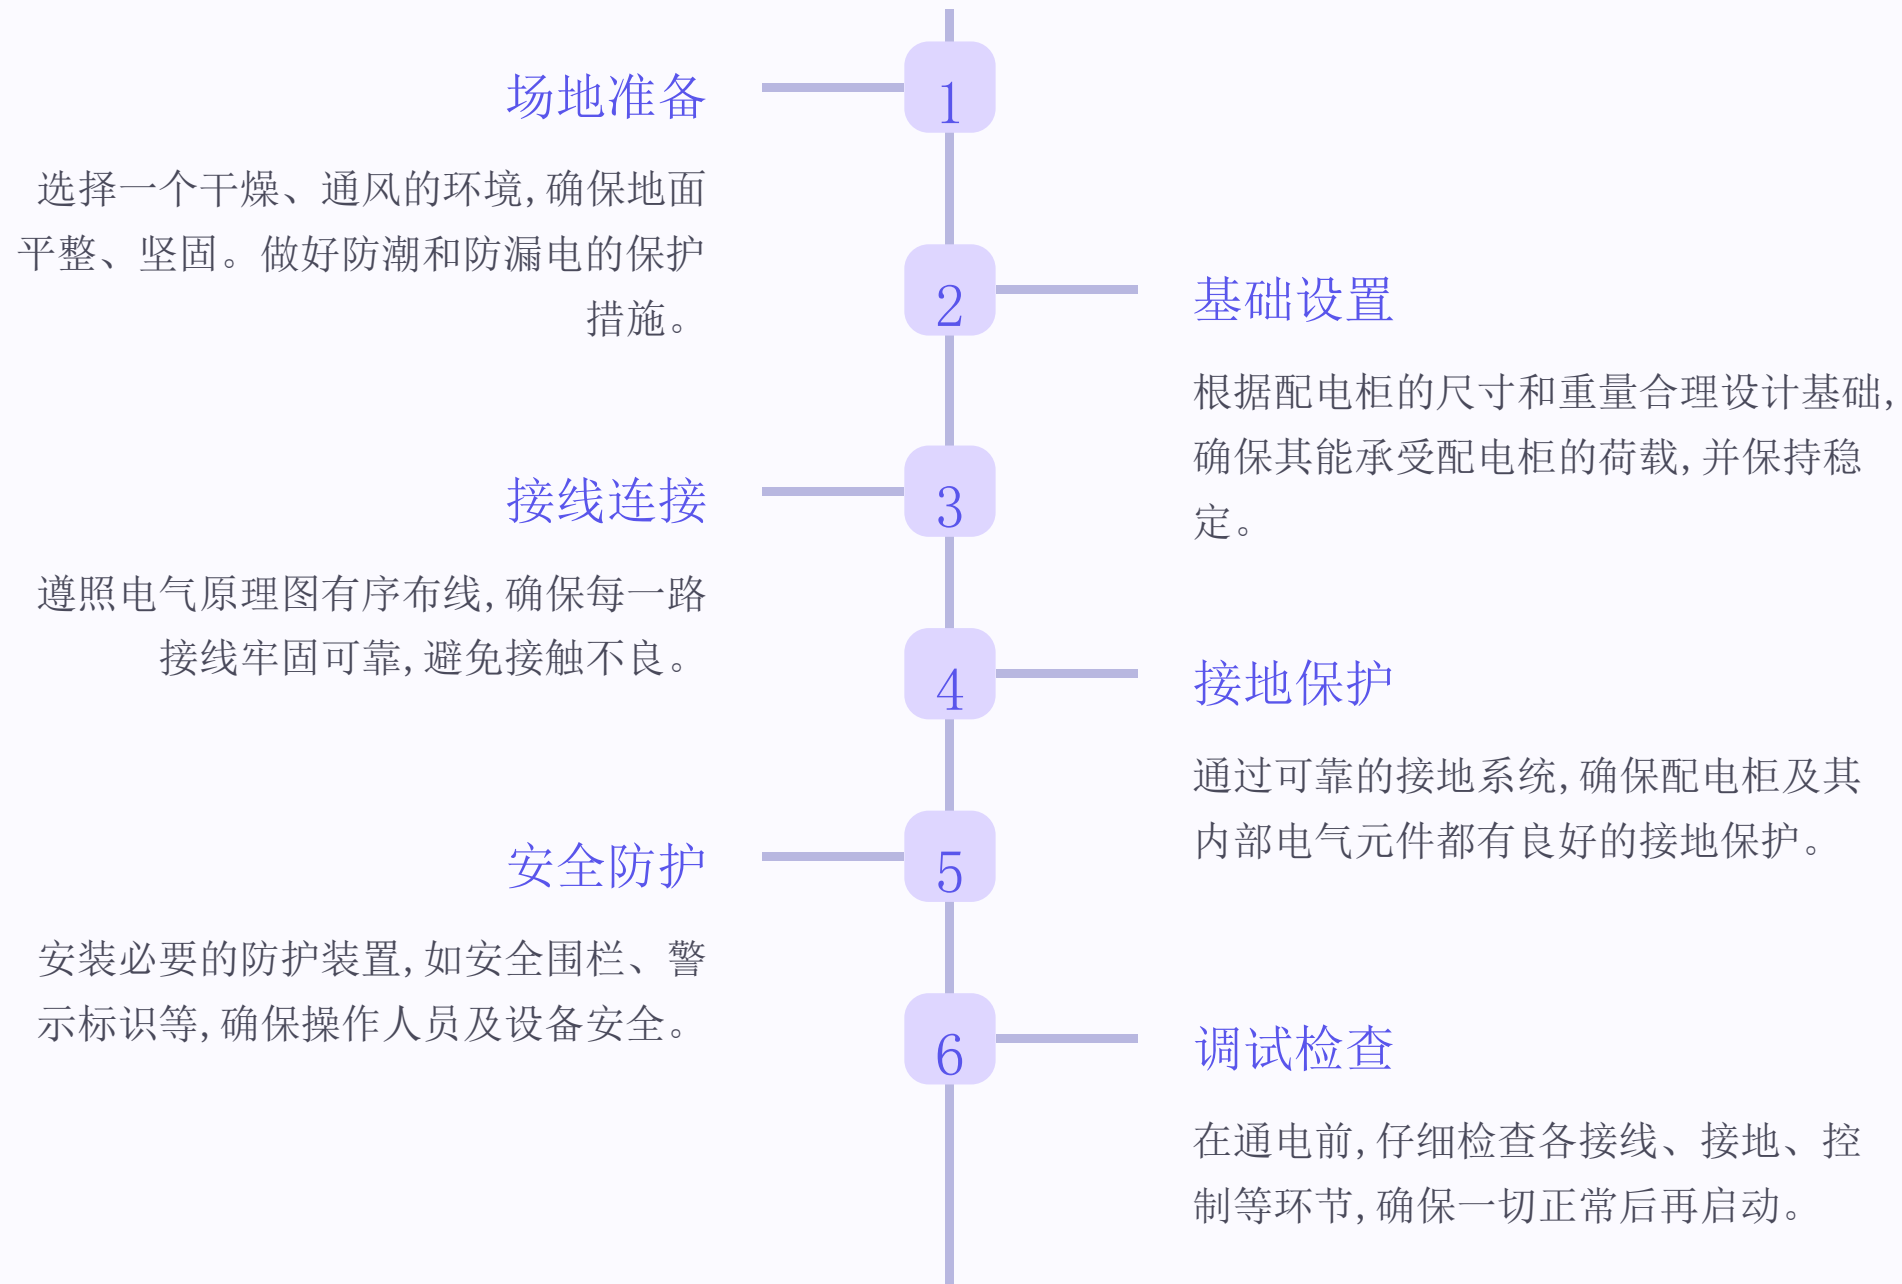 1
场地准备
选择一个干燥、通风的环境,确保地面
平整、坚固。做好防潮和防漏电的保护
措施。
2
基础设置
根据配电柜的尺寸和重量合理设计基础,
确保其能承受配电柜的荷载,并保持稳
定。
3
接线连接
遵照电气原理图有序布线,确保每一路
接线牢固可靠,避免接触不良。
4
接地保护
通过可靠的接地系统,确保配电柜及其
内部电气元件都有良好的接地保护。
5
安全防护
安装必要的防护装置,如安全围栏、警
示标识等,确保操作人员及设备安全。
6
调试检查
在通电前,仔细检查各接线、接地、控
制等环节,确保一切正常后再启动。